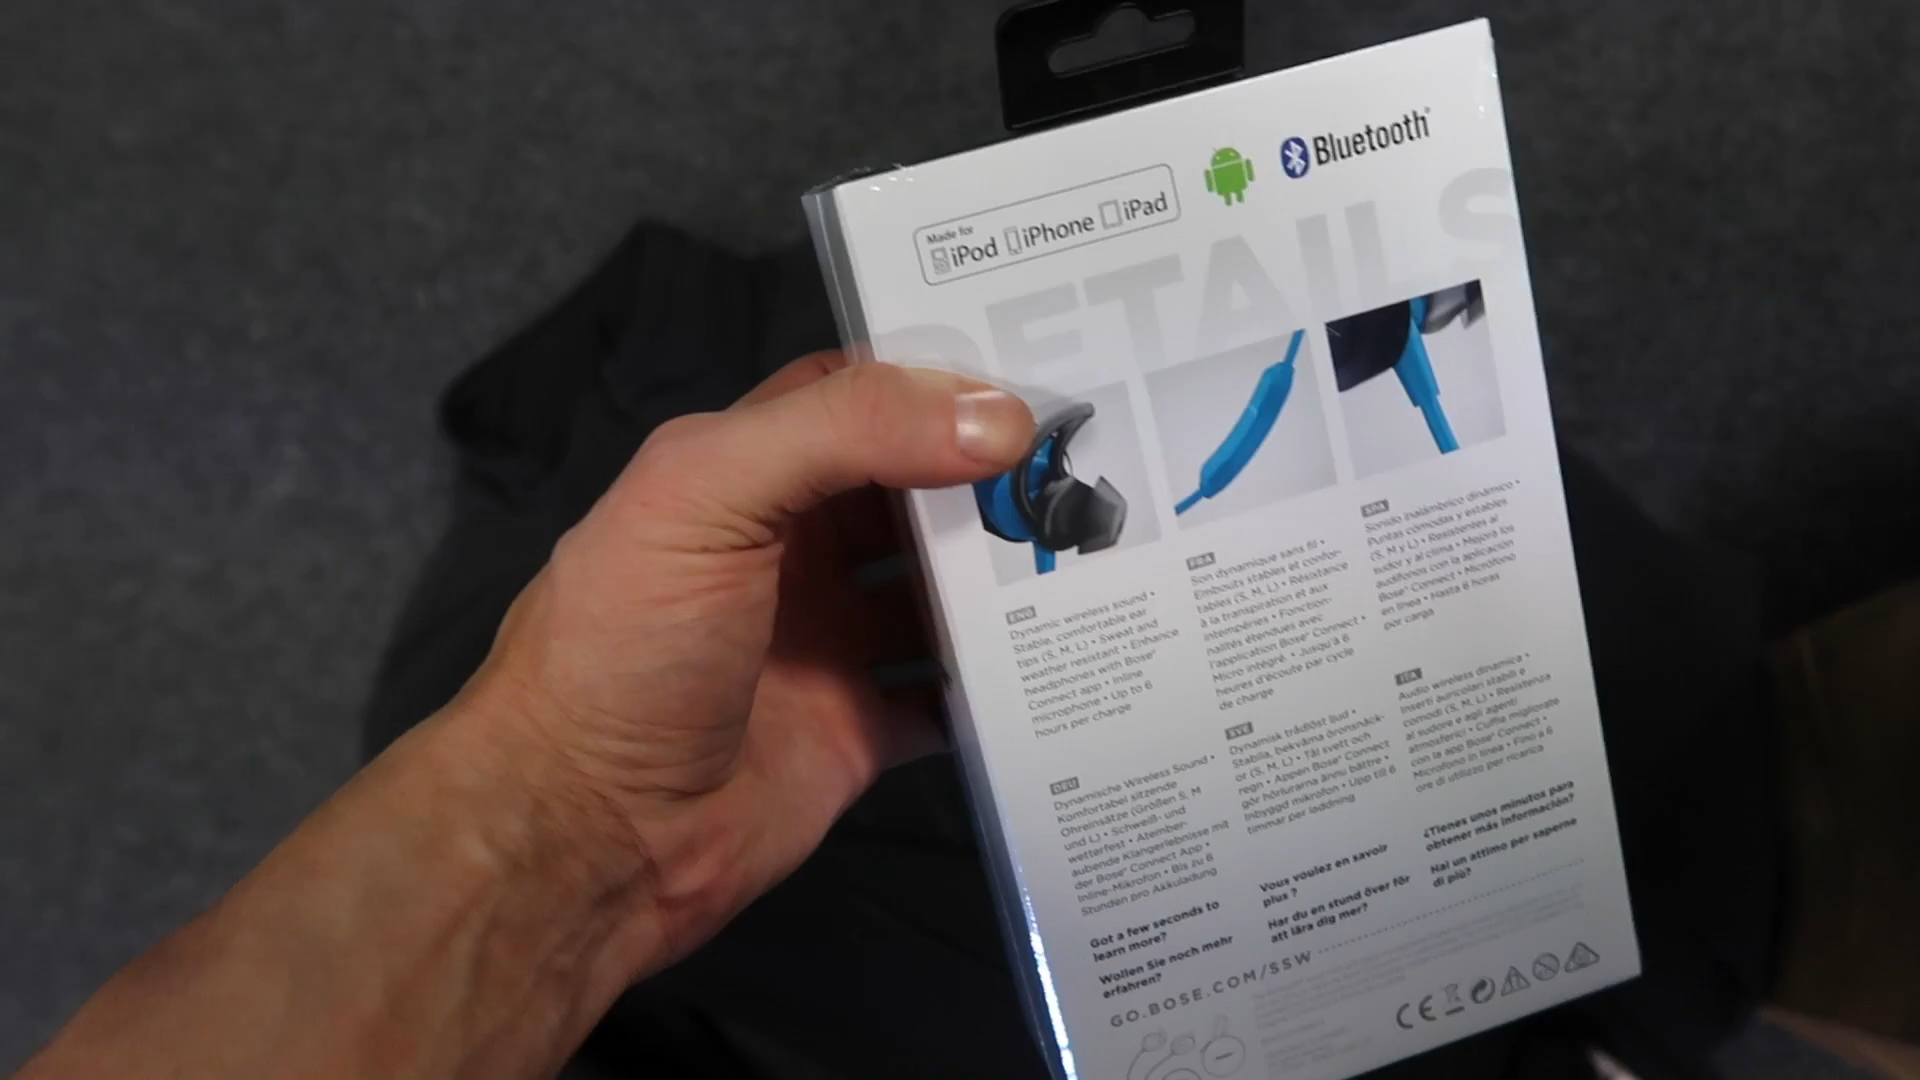 Made for
iPod iPhone iPad
Bluetooth®
DETAILS
ENG
Dynamic wireless sound •
Stable, comfortable ear
tips (S, M, L) • Sweat and
weather resistant • Enhance
headphones with Bose®
Connect app • Inline
microphone • Up to 6
hours per charge
FRA
Son dynamique sans fil •
Embouts stables et confor-
tables (S, M, L) • Résistance
à la transpiration et aux
intempéries • Fonction-
nalités étendues avec
l'application Bose® Connect •
Micro intégré • Jusqu'à 6
heures d'écoute par cycle
de charge
SPA
Sonido inalámbrico dinámico •
Puntas cómodas y estables
(S, M y L) • Resistentes al
sudor y al clima • Mejora los
audífonos con la aplicación
Bose® Connect • Micrófono
en línea • Hasta 6 horas
por carga
DEU
Dynamische Wireless Sound •
Komfortabel sitzende
Ohreinsätze (Größen S, M
und L) • Schweiß- und
wetterfest • Atember-
aubende Klangerlebnisse mit
der Bose® Connect App •
Inline-Mikrofon • Bis zu 6
Stunden pro Akkuladung
SVE
Dynamisk trådlöst ljud •
Stabila, bekväma öronsnäck-
or (S, M, L) • Tål svett och
regn • Appen Bose® Connect
gör hörlurarna ännu bättre •
Inbyggd mikrofon • Upp till 6
timmar per laddning
ITA
Audio wireless dinamica •
Inserti auricolari stabili e
comodi (S, M, L) • Resistenza
al sudore e agli agenti
atmosferici • Cuffie migliorate
con la app Bose® Connect •
Microfono in linea • Fino a 6
ore di utilizzo per ricarica
Got a few seconds to
learn more?
Wollen Sie noch mehr
erfahren?
Vous voulez en savoir
plus ?
Har du en stund över för
att lära dig mer?
¿Tienes unos minutos para
obtener más información?
Hai un attimo per saperne
di più?
GO.BOSE.COM/SSW
CE